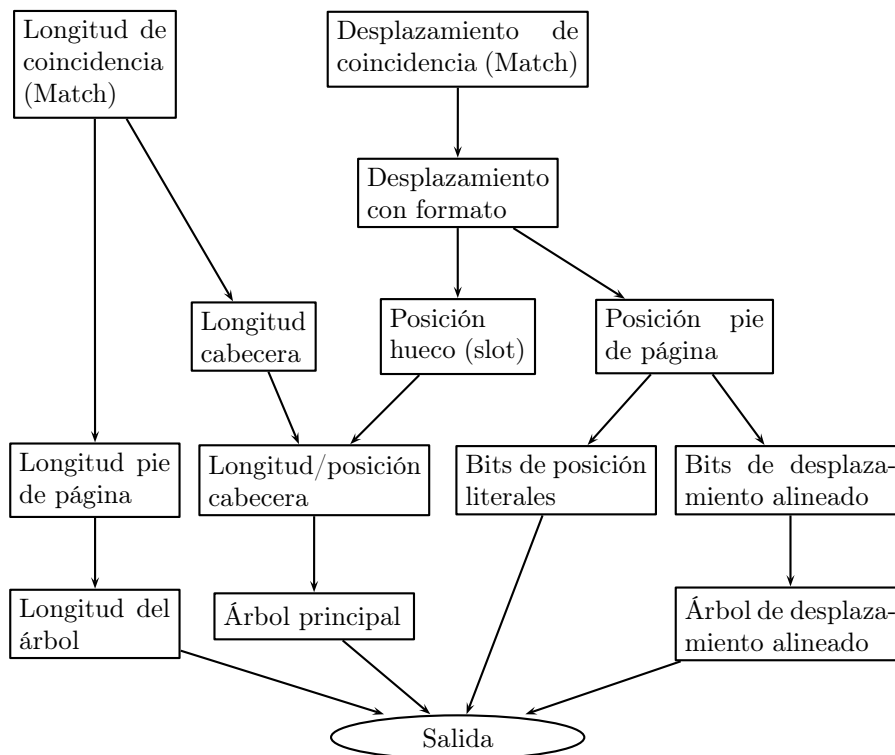 Longitud de
coincidencia
(Match)
Desplazamiento de
coincidencia (Match)
Desplazamiento
con formato
Longitud
cabecera
Posición
hueco (slot)
Posición pie
de página
Longitud pie
de página
Longitud/posición
cabecera
Bits de posición
literales
Bits de desplaza-
miento alineado
Longitud del
árbol
Árbol principal
Árbol de desplaza-
miento alineado
Salida